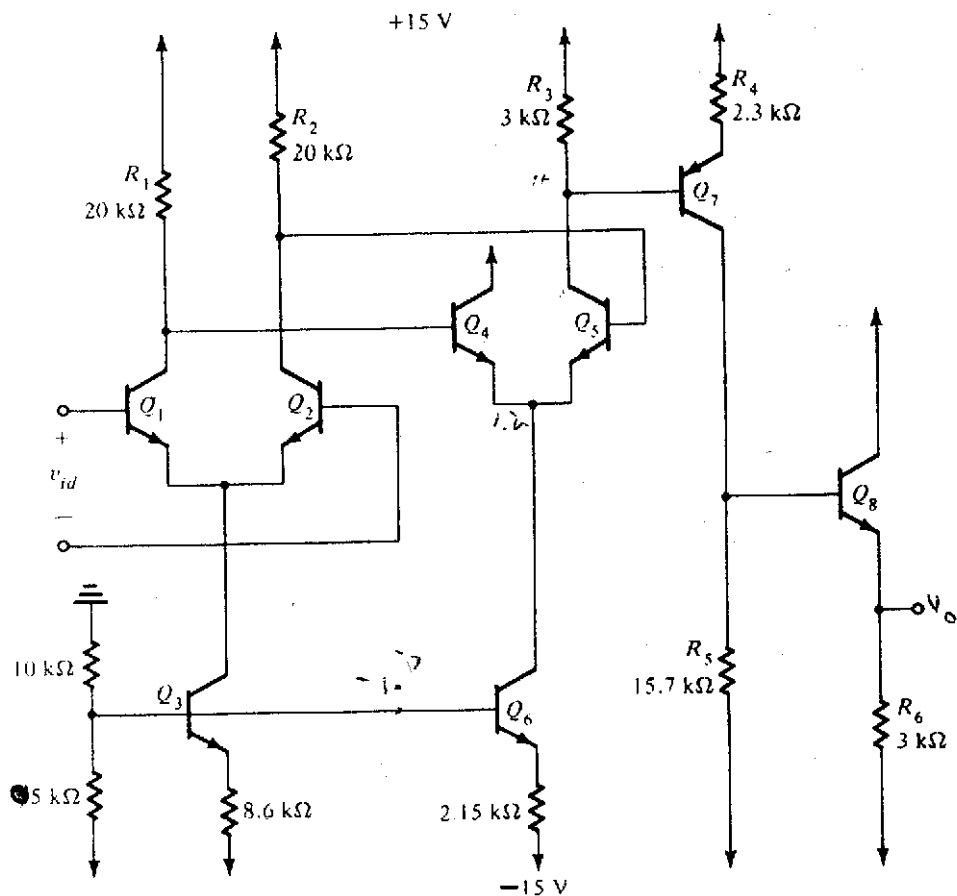 +15 V
R₁
20 kΩ
R₂
20 kΩ
R₃
3 kΩ
R₄
2.3 kΩ
Q₇
Q₄
Q₅
Q₁
Q₂
+
v_id
−
Q₈
V₀
10 kΩ
Q₃
Q₆
R₅
15.7 kΩ
R₆
3 kΩ
5 kΩ
8.6 kΩ
2.15 kΩ
−15 V